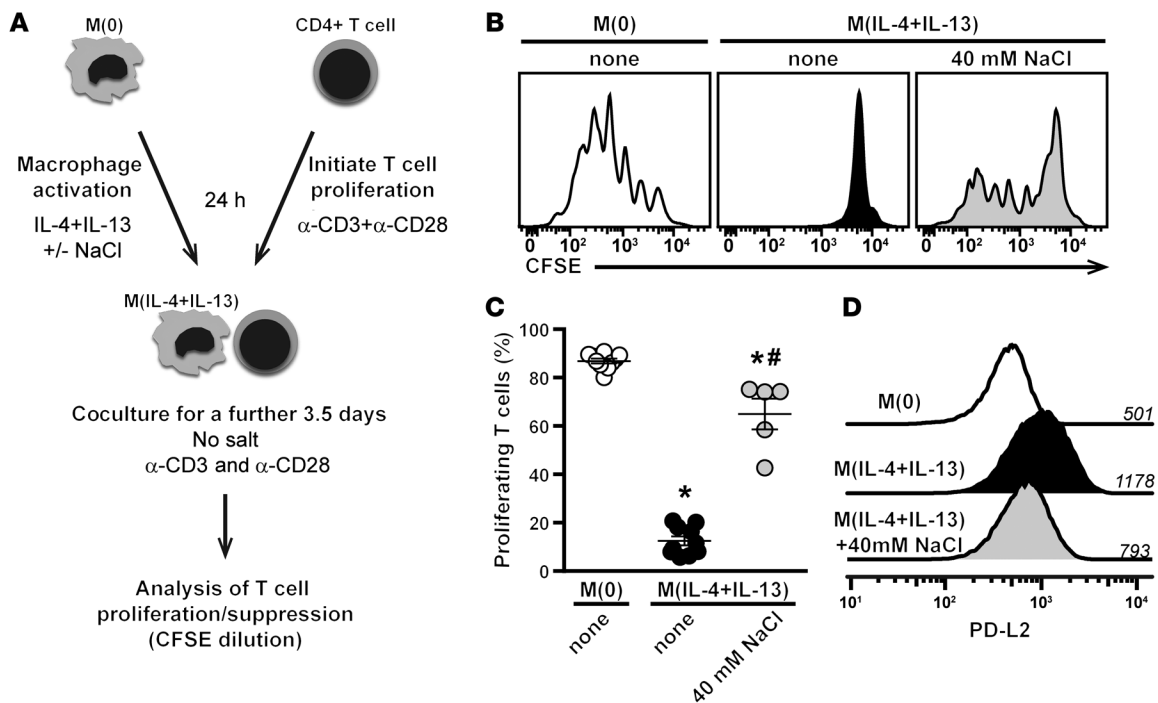 A
M(0)
CD4+ T cell
Macrophage
activation
IL-4+IL-13
+/- NaCl
24 h
Initiate T cell
proliferation
α-CD3+α-CD28
M(IL-4+IL-13)
Coculture for a further 3.5 days
No salt
α-CD3 and α-CD28
Analysis of T cell
proliferation/suppression
(CFSE dilution)
B
M(0)
M(IL-4+IL-13)
none
none
40 mM NaCl
0 10² 10³ 10⁴
0 10² 10³ 10⁴
0 10² 10³ 10⁴
CFSE
C
Proliferating T cells (%)
100
80
60
40
20
0
*
*#
M(0)
M(IL-4+IL-13)
none
none
40 mM NaCl
D
M(0)
501
M(IL-4+IL-13)
1178
M(IL-4+IL-13)
+40mM NaCl
793
10¹ 10² 10³ 10⁴
PD-L2